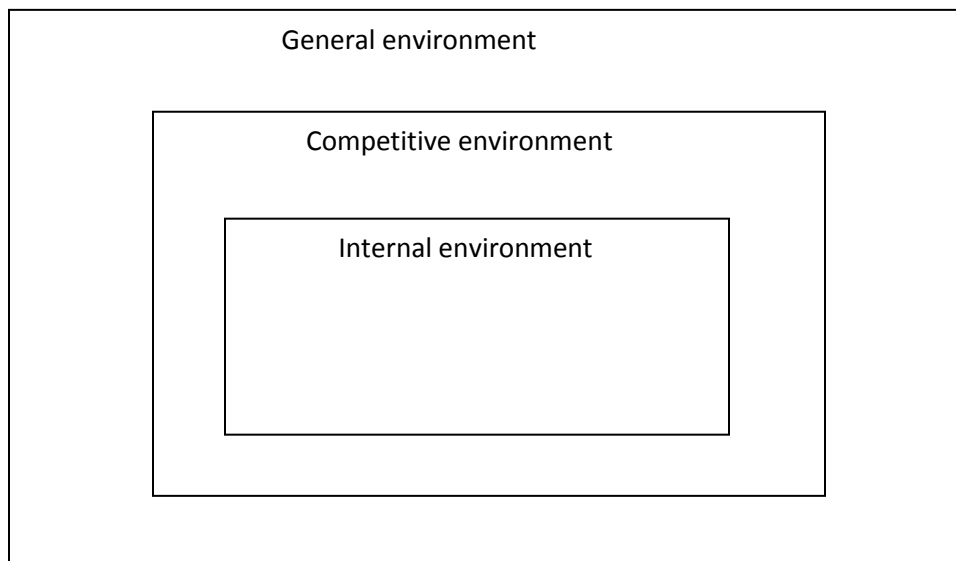 General environment
Competitive environment
Internal environment